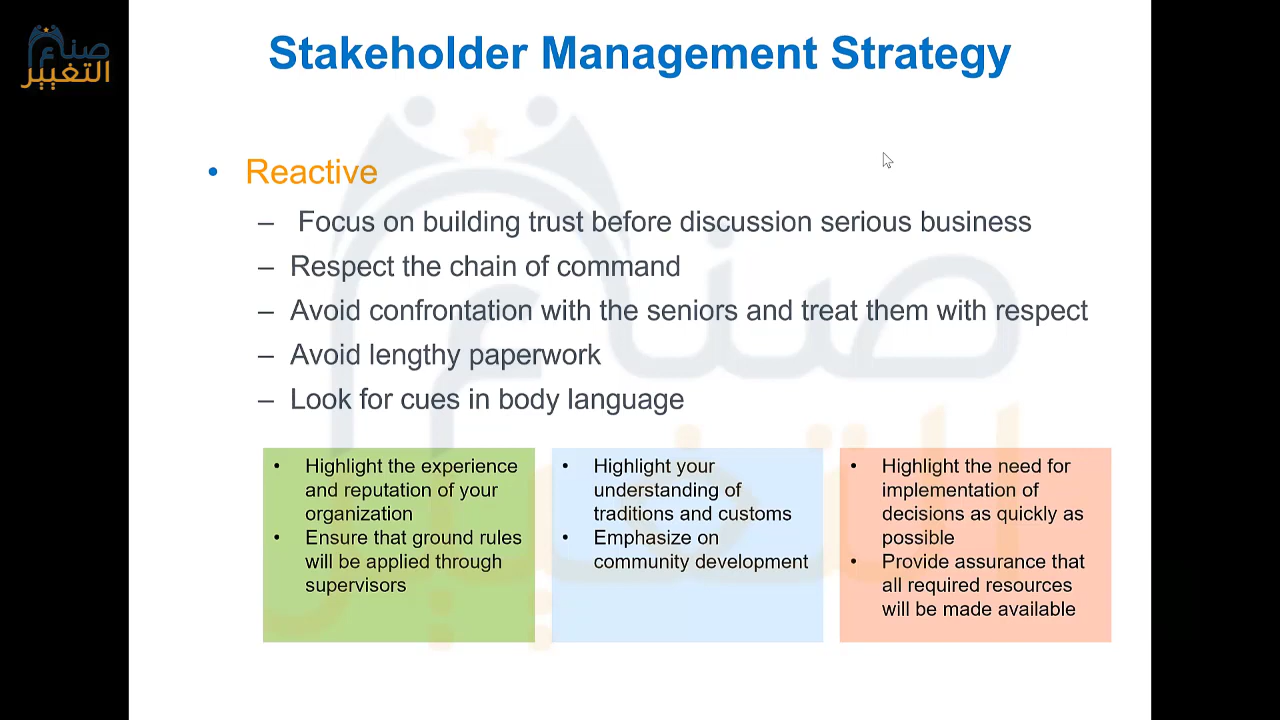 صناع
التغيير
Stakeholder Management Strategy
• Reactive
– Focus on building trust before discussion serious business
– Respect the chain of command
– Avoid confrontation with the seniors and treat them with respect
– Avoid lengthy paperwork
– Look for cues in body language
• Highlight the experience
and reputation of your
organization
• Ensure that ground rules
will be applied through
supervisors
• Highlight your
understanding of
traditions and customs
• Emphasize on
community development
• Highlight the need for
implementation of
decisions as quickly as
possible
• Provide assurance that
all required resources
will be made available
صناع
التغيير